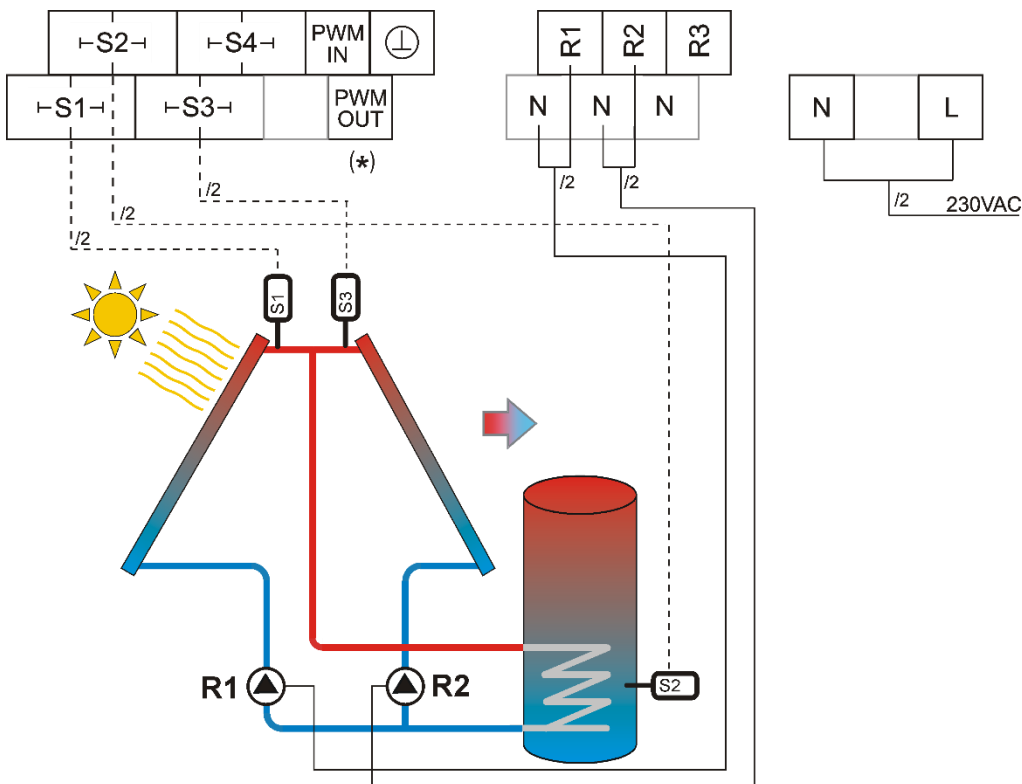 S2 S4 PWM IN
S1 S3 PWM OUT
(*)
R1 R2 R3
N N N
N L
/2 /2 /2
/2 230VAC
/2
/2
S1 S3
R1 R2
S2